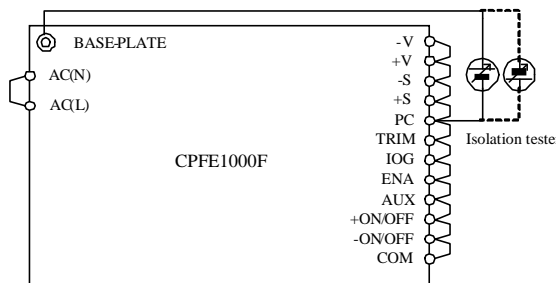 BASE-PLATE
AC(N)
AC(L)
CPFE1000F
-V
+V
-S
+S
PC
TRIM
IOG
ENA
AUX
+ON/OFF
-ON/OFF
COM
Isolation teste